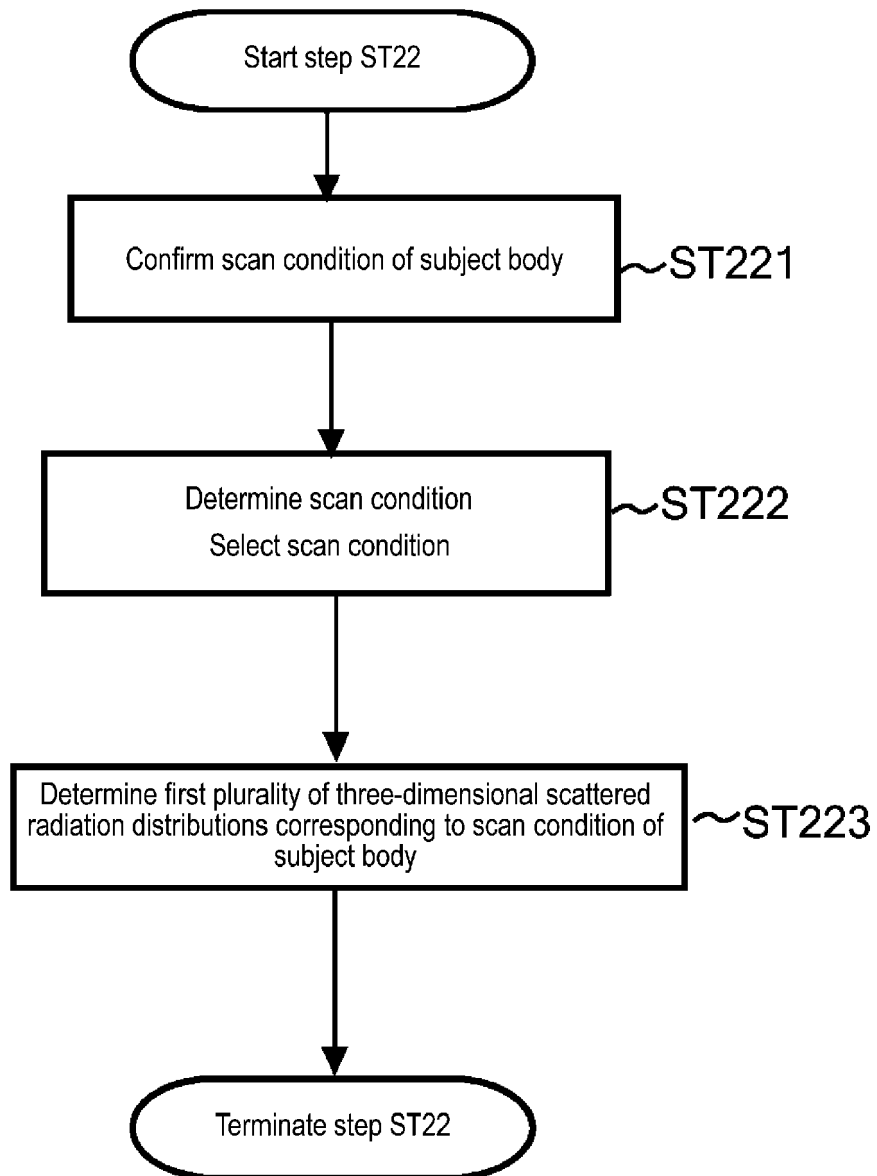 Start step ST22
Confirm scan condition of subject body
ST221
Determine scan condition
Select scan condition
ST222
Determine first plurality of three-dimensional scattered
radiation distributions corresponding to scan condition of
subject body
ST223
Terminate step ST22